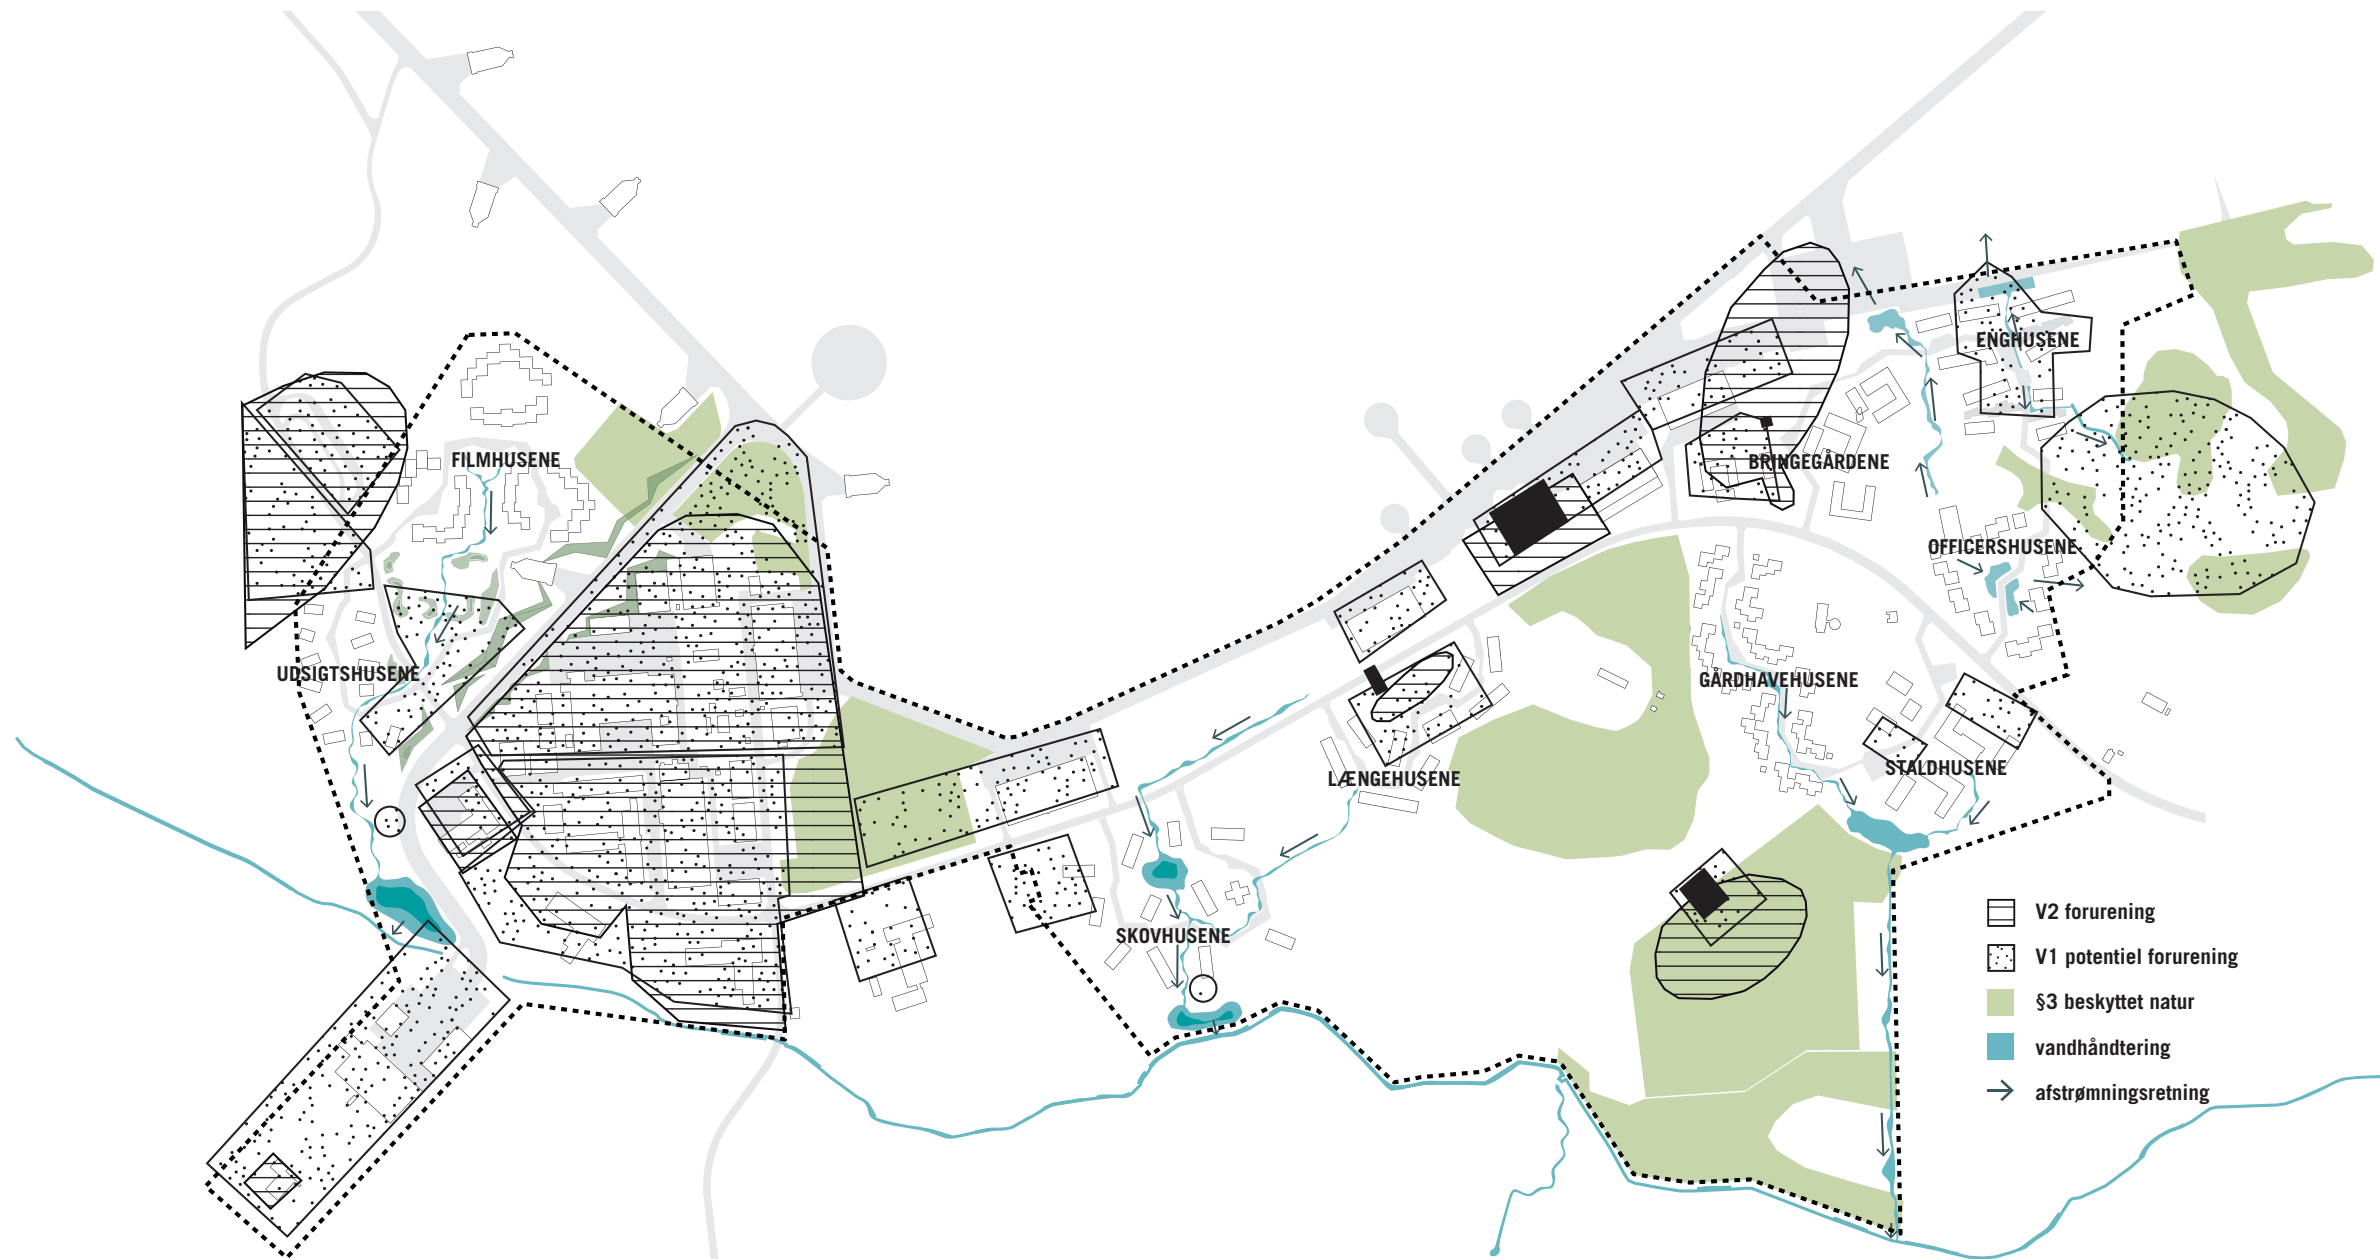 ENGHUSENE
FILMHUSENE
BRINGEGÅRDENE
OFFICERSHUSENE
UDSIGTSHUSENE
GÅRDHAVEHUSENE
STALDHUSENE
LÆNGEHUSENE
SKOVHUSENE
V2 forurening
V1 potentiel forurening
§3 beskyttet natur
vandhåndtering
afstrømningsretning